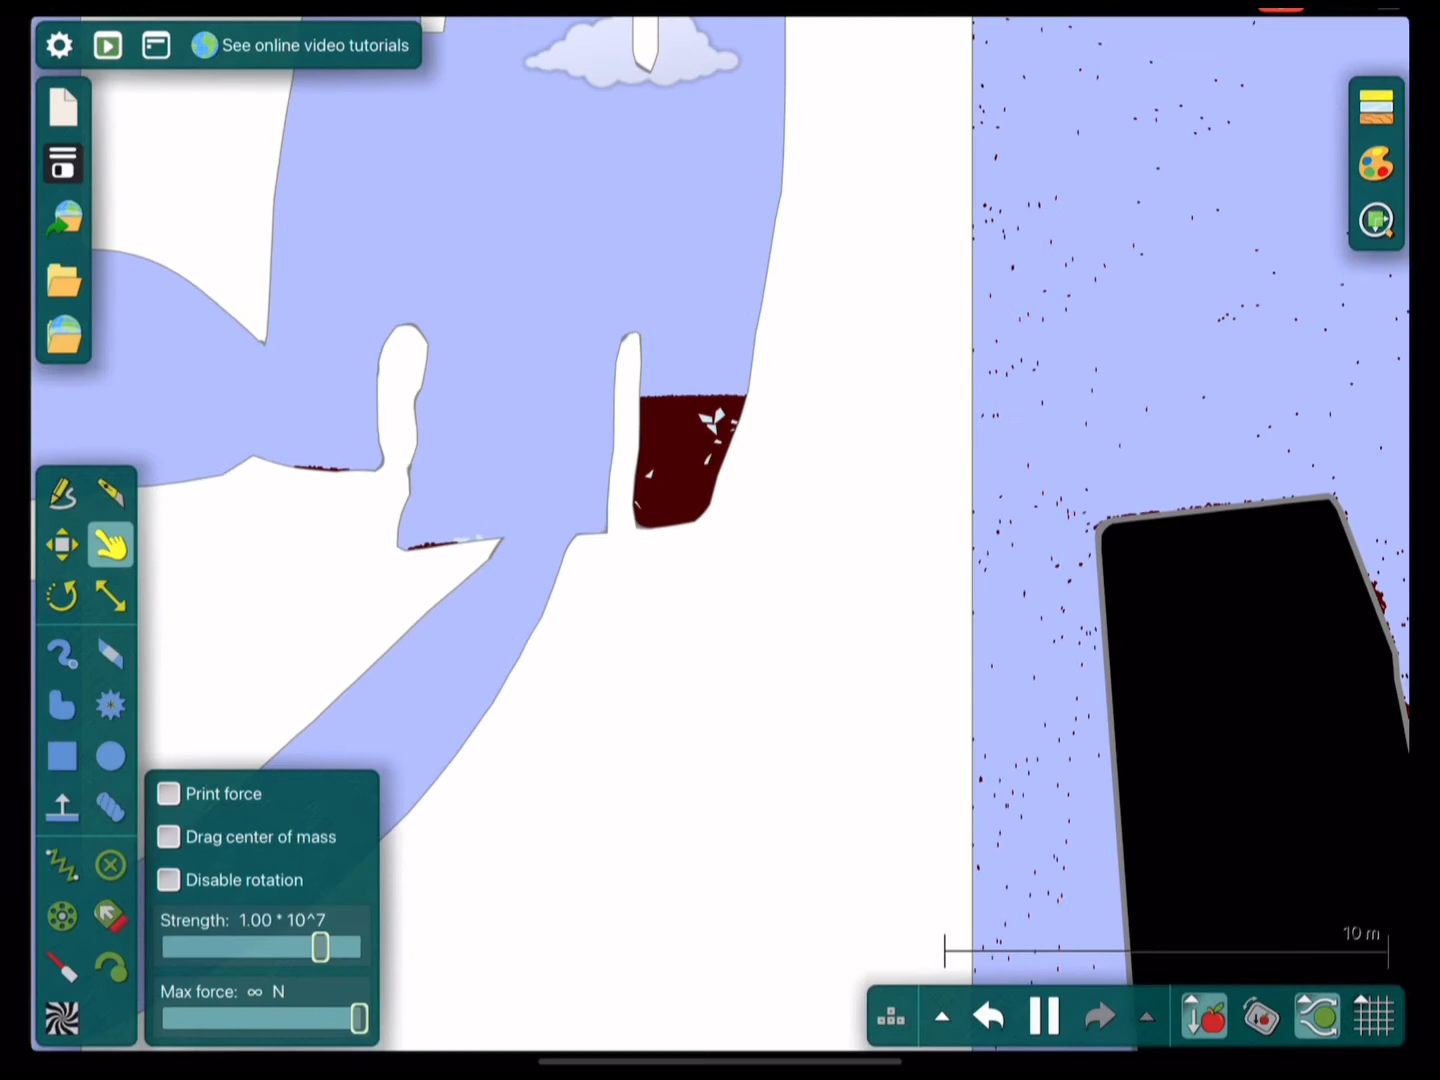 See online video tutorials
Print force
Drag center of mass
Disable rotation
Strength: 1.00 * 10^7
Max force: ∞ N
10 m